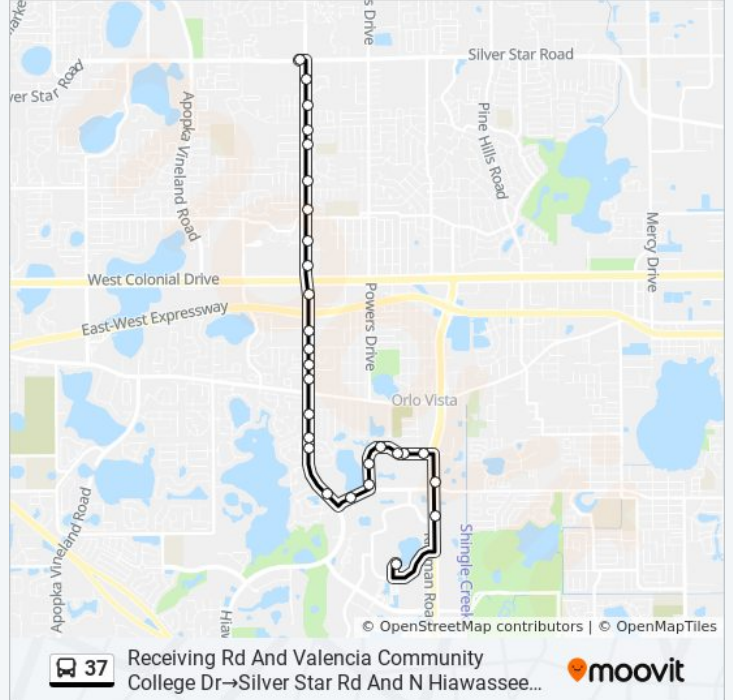 s Drive
Silver Star Road
ver Star Road
Apopka Vineland Road
Pine Hills Road
Mercy Drive
West Colonial Drive
East-West Expressway
Powers Drive
Orlo Vista
Apopka Vineland Road
Shingle Creek
man Roa
Hiaw
© OpenStreetMap contributors | © OpenMapTiles
37
Receiving Rd And Valencia Community
College Dr→Silver Star Rd And N Hiawassee...
moovit